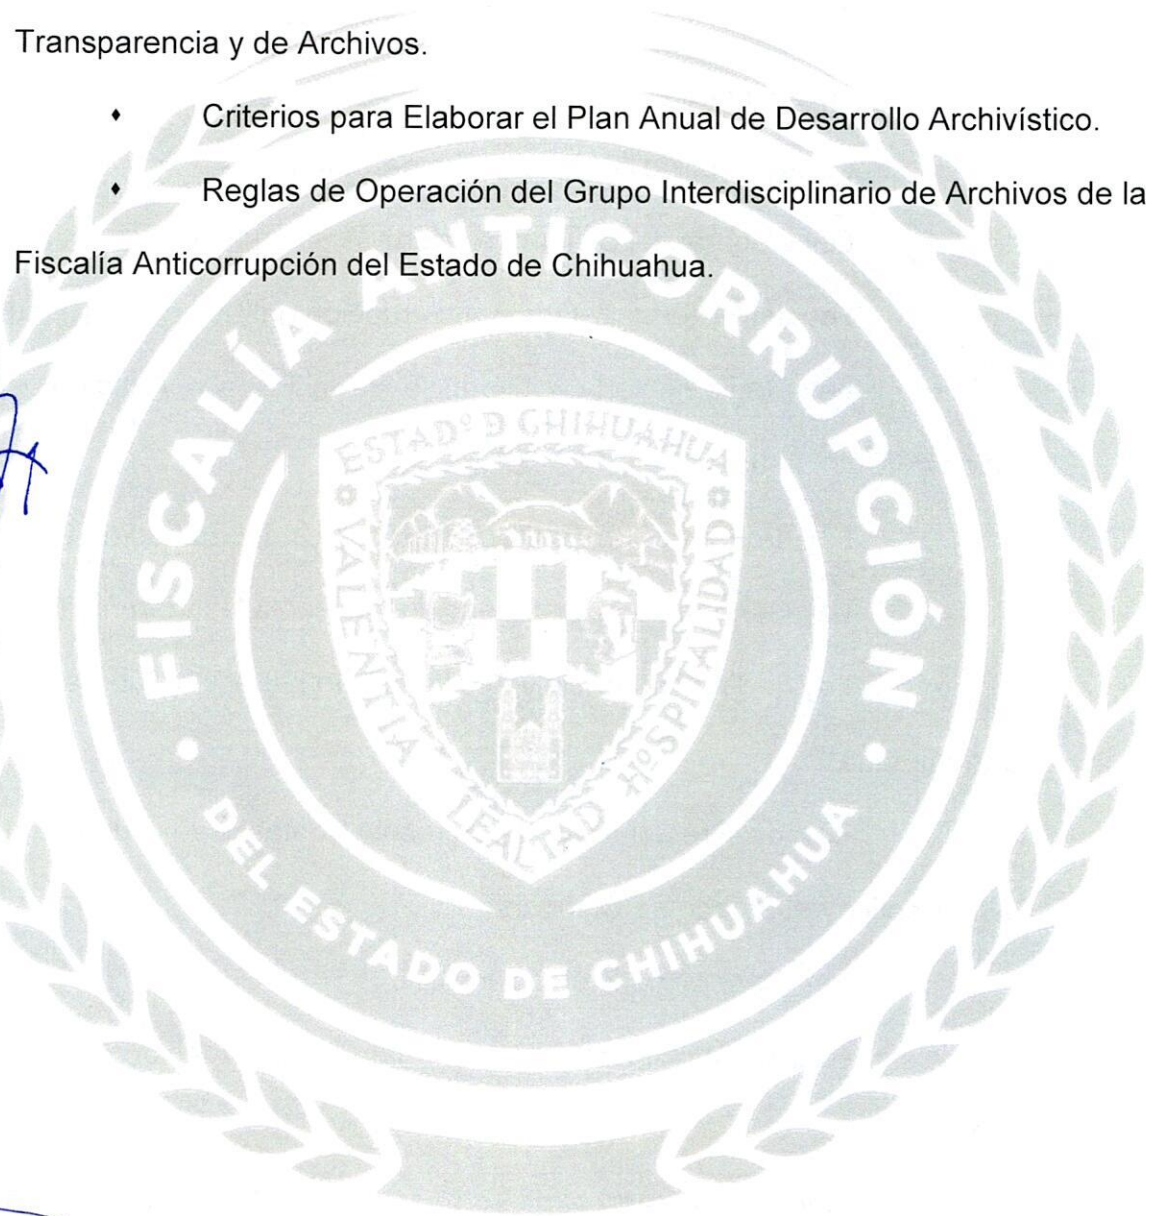 Transparencia y de Archivos.
⬧ Criterios para Elaborar el Plan Anual de Desarrollo Archivístico.
⬧ Reglas de Operación del Grupo Interdisciplinario de Archivos de la
Fiscalía Anticorrupción del Estado de Chihuahua.
FISCALÍA ANTICORRUPCIÓN
ESTADº D CHIHUAHUA
VALENTIA
LEALTAD
HºSPITALIDAD
DEL ESTADO DE CHIHUAHUA